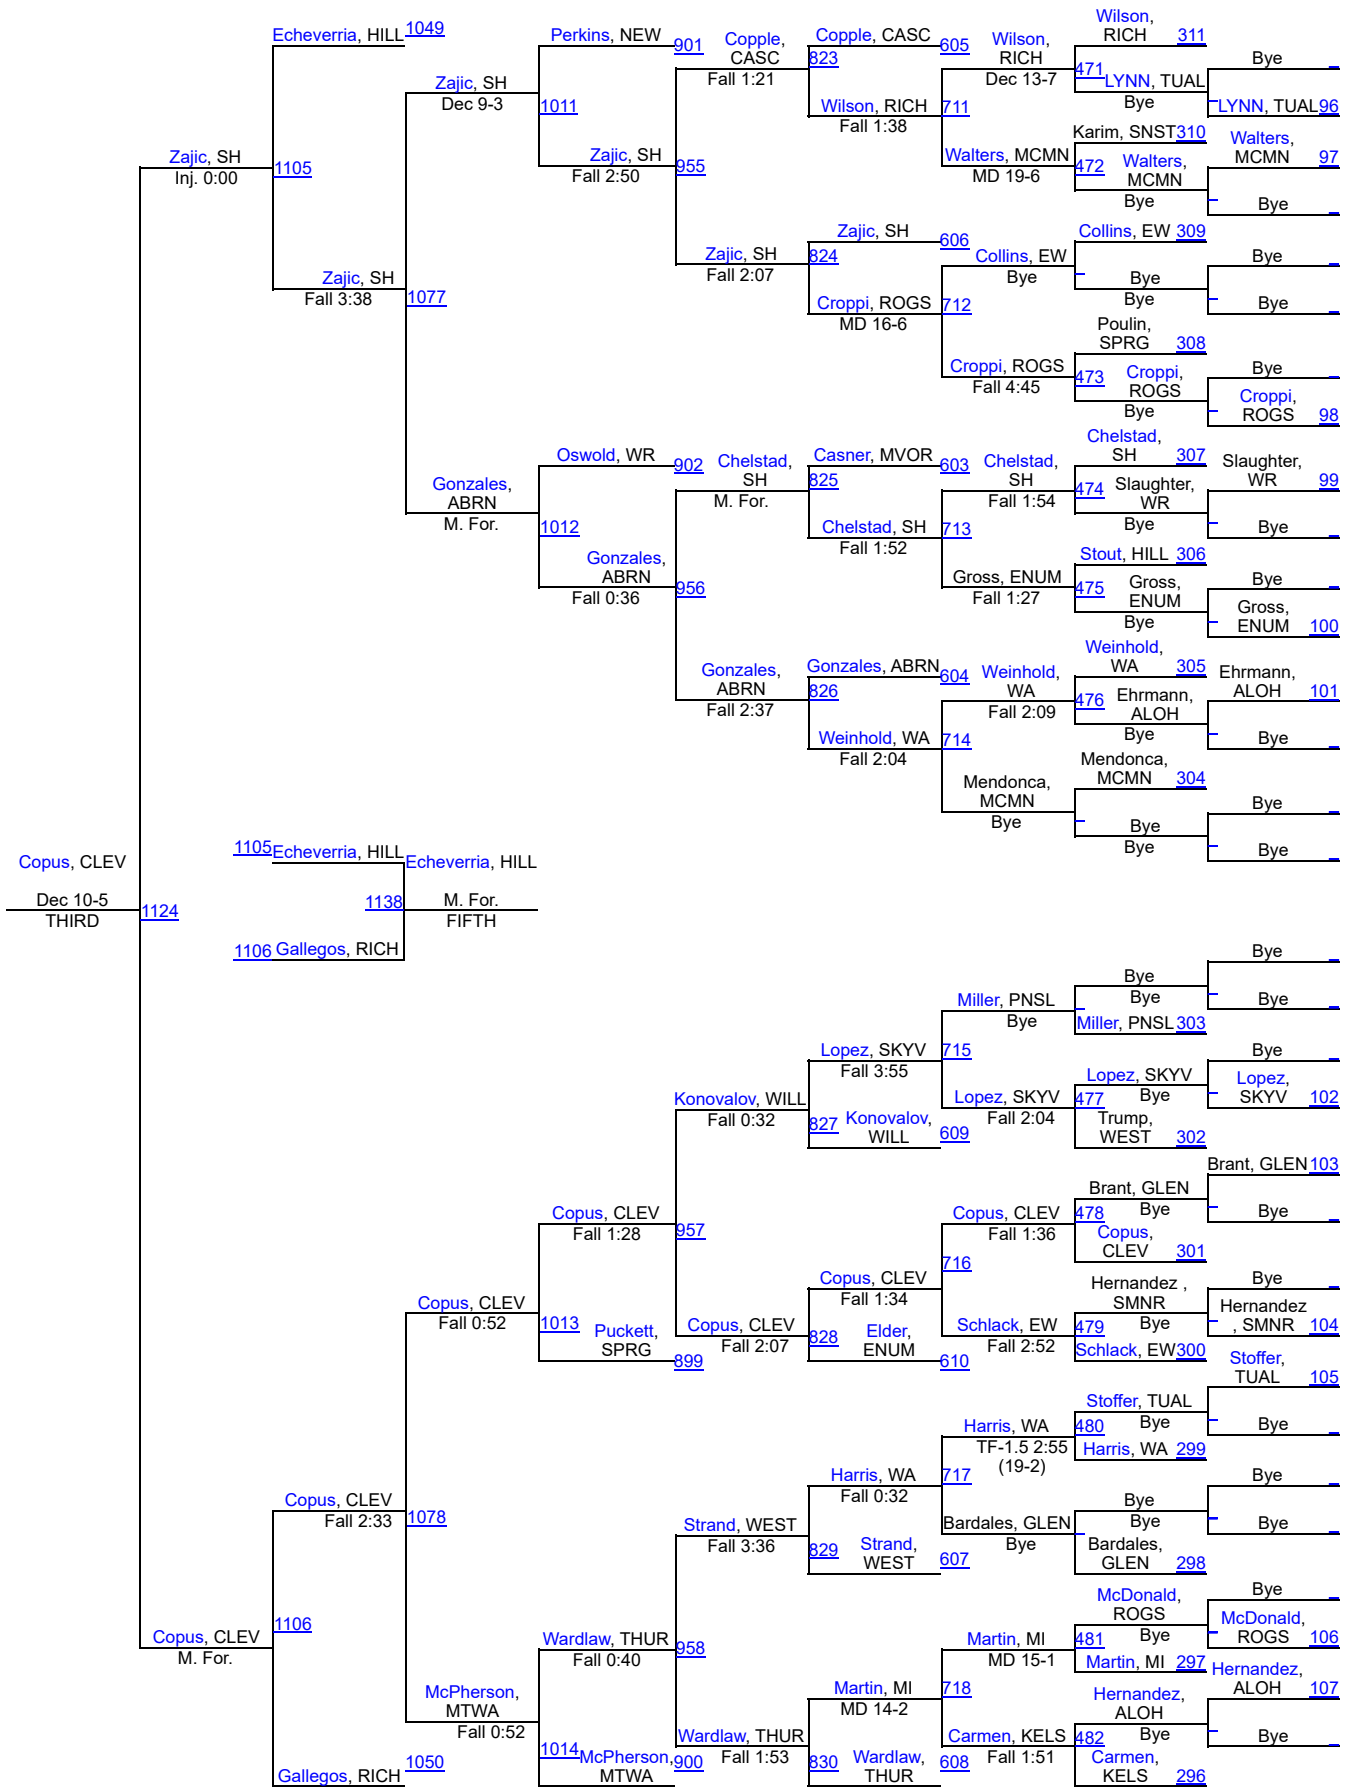 Wilson,
RICH 311
Echeverria, HILL 1049
Perkins, NEW 901
Copple,
CASC
Fall 1:21
Copple, CASC 605
823
Wilson,
RICH
Dec 13-7
Bye
471
LYNN, TUAL
Bye
LYNN, TUAL 96
Zajic, SH
Dec 9-3
1011
Wilson, RICH
Fall 1:38
711
Karim, SNST 310
Walters,
MCMN 97
Zajic, SH
Inj. 0:00
1105
Zajic, SH
Fall 2:50
955
Walters, MCMN
MD 19-6
472
Walters,
MCMN
Bye
Bye
Zajic, SH 606
824
Collins, EW 309
Zajic, SH
Fall 2:07
Collins, EW
Bye
Bye
Bye
Bye
Bye
Zajic, SH
Fall 3:38
1077
Croppi, ROGS
MD 16-6
712
Poulin,
SPRG 308
Croppi, ROGS
Fall 4:45
473
Croppi,
ROGS
Bye
Bye
Croppi,
ROGS 98
Chelstad,
SH 307
Oswold, WR 902
Chelstad,
SH
M. For.
Casner, MVOR 603
825
Chelstad,
SH
Fall 1:54
474
Slaughter,
WR
Bye
Slaughter,
WR 99
Gonzales,
ABRN
M. For.
1012
Chelstad, SH
Fall 1:52
713
Bye
Gonzales,
ABRN
Fall 0:36
956
Gross, ENUM
Fall 1:27
Stout, HILL 306
475
Gross,
ENUM
Bye
Bye
Gross,
ENUM 100
Gonzales,
ABRN
Fall 2:37
Gonzales, ABRN 604
826
Weinhold,
WA
Fall 2:09
Weinhold,
WA 305
476
Ehrmann,
ALOH
Bye
Ehrmann,
ALOH 101
Weinhold, WA
Fall 2:04
714
Bye
Mendonca,
MCMN 304
Mendonca,
MCMN
Bye
Bye
Bye
Bye
Bye
Copus, CLEV
Dec 10-5
THIRD
1124
1105 Echeverria, HILL
Echeverria, HILL
1138
M. For.
FIFTH
1106 Gallegos, RICH
Bye
Bye
Bye
Bye
Miller, PNSL
Bye
Miller, PNSL 303
Lopez, SKYV
Fall 3:55
715
Bye
Lopez, SKYV
Bye
Lopez,
SKYV 102
Konovalov, WILL
Fall 0:32
827
Konovalov,
WILL 609
Lopez, SKYV
Fall 2:04
477
Trump,
WEST 302
Brant, GLEN 103
Brant, GLEN
Bye
Bye
Copus, CLEV
Fall 1:28
957
Copus, CLEV
Fall 1:36
478
Copus,
CLEV 301
716
Copus, CLEV
Fall 1:34
Hernandez ,
SMNR
Bye
Bye
Hernandez
, SMNR 104
Copus, CLEV
Fall 0:52
1013
Puckett,
SPRG 899
Copus, CLEV
Fall 2:07
828
Elder,
ENUM 610
Schlack, EW
Fall 2:52
479
Schlack, EW 300
Stoffer,
TUAL 105
Stoffer, TUAL
Bye
Bye
Harris, WA
TF-1.5 2:55
(19-2)
480
Harris, WA 299
Harris, WA
Fall 0:32
717
Bye
Bye
Bye
Bye
Copus, CLEV
Fall 2:33
1078
Strand, WEST
Fall 3:36
829
Strand,
WEST 607
Bardales, GLEN
Bye
Bardales,
GLEN 298
McDonald,
ROGS
Bye
Bye
McDonald,
ROGS 106
Copus, CLEV
M. For.
1106
Wardlaw, THUR
Fall 0:40
958
Martin, MI
MD 15-1
481
Martin, MI 297
Martin, MI
MD 14-2
718
Hernandez,
ALOH
Bye
Hernandez,
ALOH 107
Bye
McPherson,
MTWA
Fall 0:52
1014
McPherson,
MTWA 900
Wardlaw, THUR
Fall 1:53
830
Wardlaw,
THUR 608
Carmen, KELS
Fall 1:51
482
Carmen,
KELS 296
Gallegos, RICH 1050